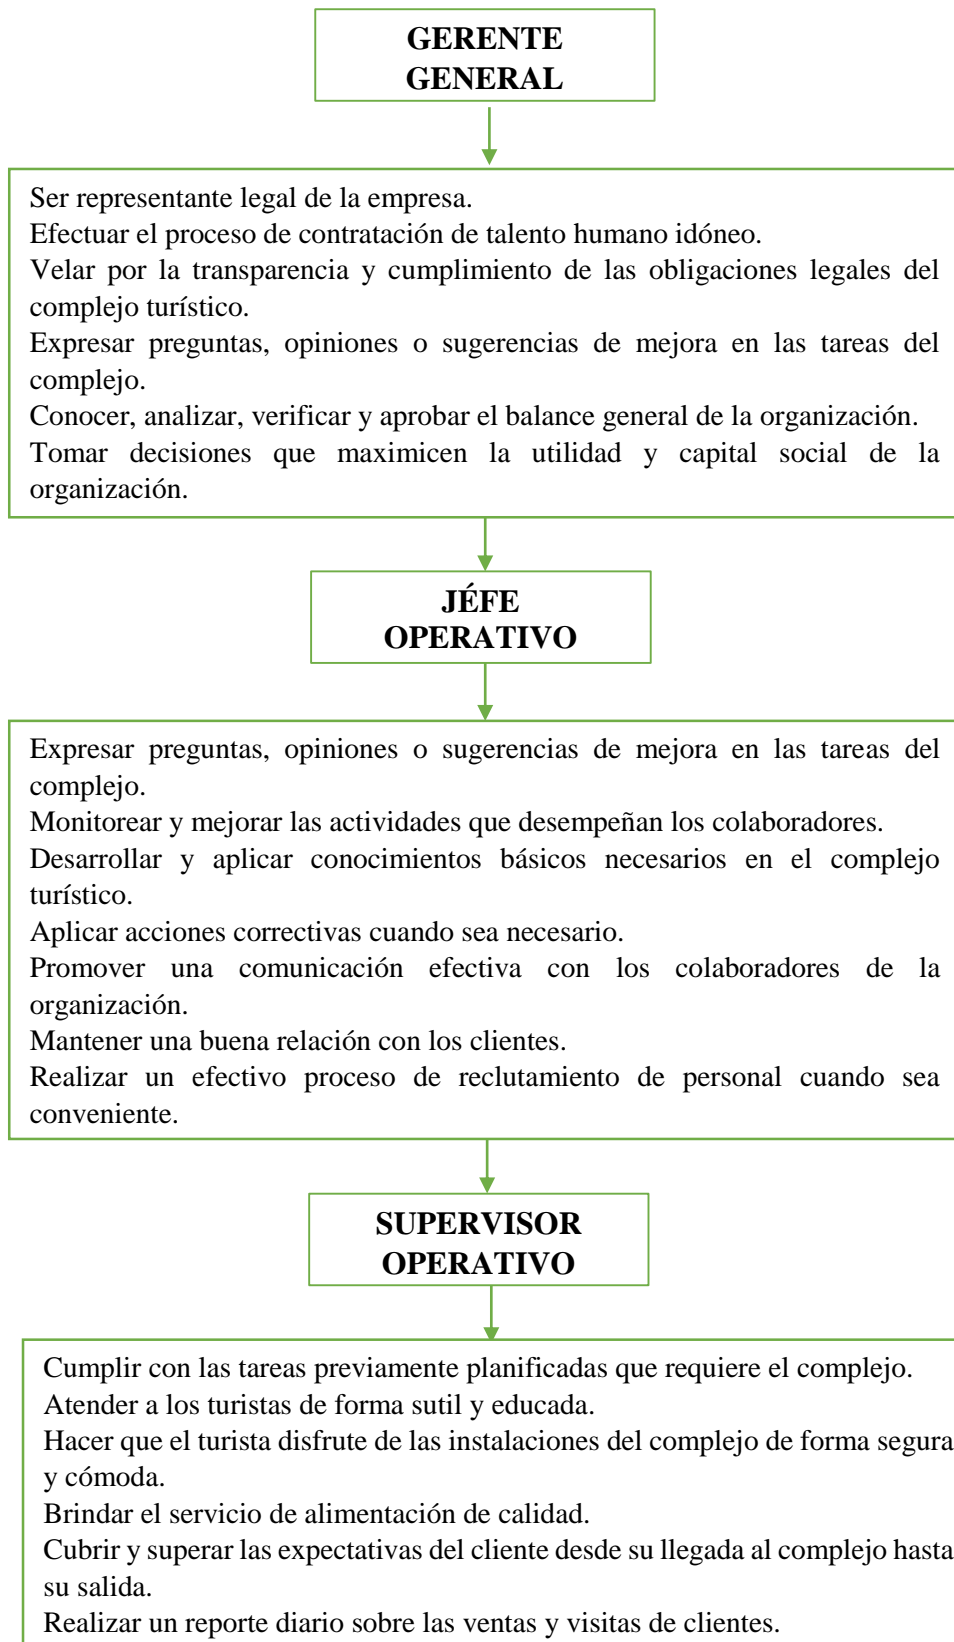 GERENTE
GENERAL
Ser representante legal de la empresa.
Efectuar el proceso de contratación de talento humano idóneo.
Velar por la transparencia y cumplimiento de las obligaciones legales del
complejo turístico.
Expresar preguntas, opiniones o sugerencias de mejora en las tareas del
complejo.
Conocer, analizar, verificar y aprobar el balance general de la organización.
Tomar decisiones que maximicen la utilidad y capital social de la
organización.
JÉFE
OPERATIVO
Expresar preguntas, opiniones o sugerencias de mejora en las tareas del
complejo.
Monitorear y mejorar las actividades que desempeñan los colaboradores.
Desarrollar y aplicar conocimientos básicos necesarios en el complejo
turístico.
Aplicar acciones correctivas cuando sea necesario.
Promover una comunicación efectiva con los colaboradores de la
organización.
Mantener una buena relación con los clientes.
Realizar un efectivo proceso de reclutamiento de personal cuando sea
conveniente.
SUPERVISOR
OPERATIVO
Cumplir con las tareas previamente planificadas que requiere el complejo.
Atender a los turistas de forma sutil y educada.
Hacer que el turista disfrute de las instalaciones del complejo de forma segura
y cómoda.
Brindar el servicio de alimentación de calidad.
Cubrir y superar las expectativas del cliente desde su llegada al complejo hasta
su salida.
Realizar un reporte diario sobre las ventas y visitas de clientes.